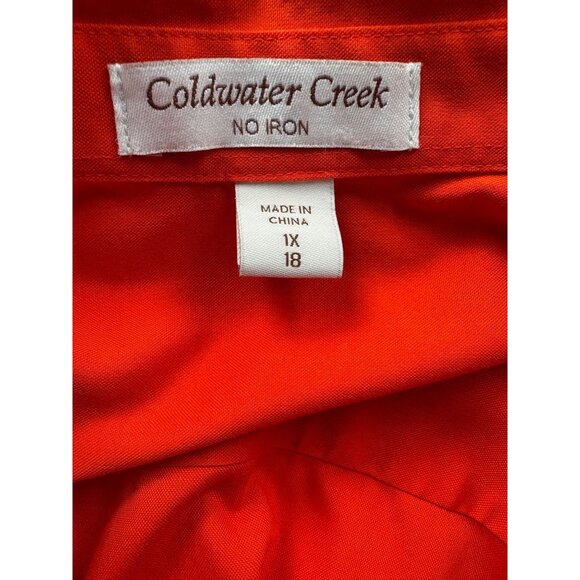 Coldwater Creek
NO IRON
MADE IN
CHINA
1X
18